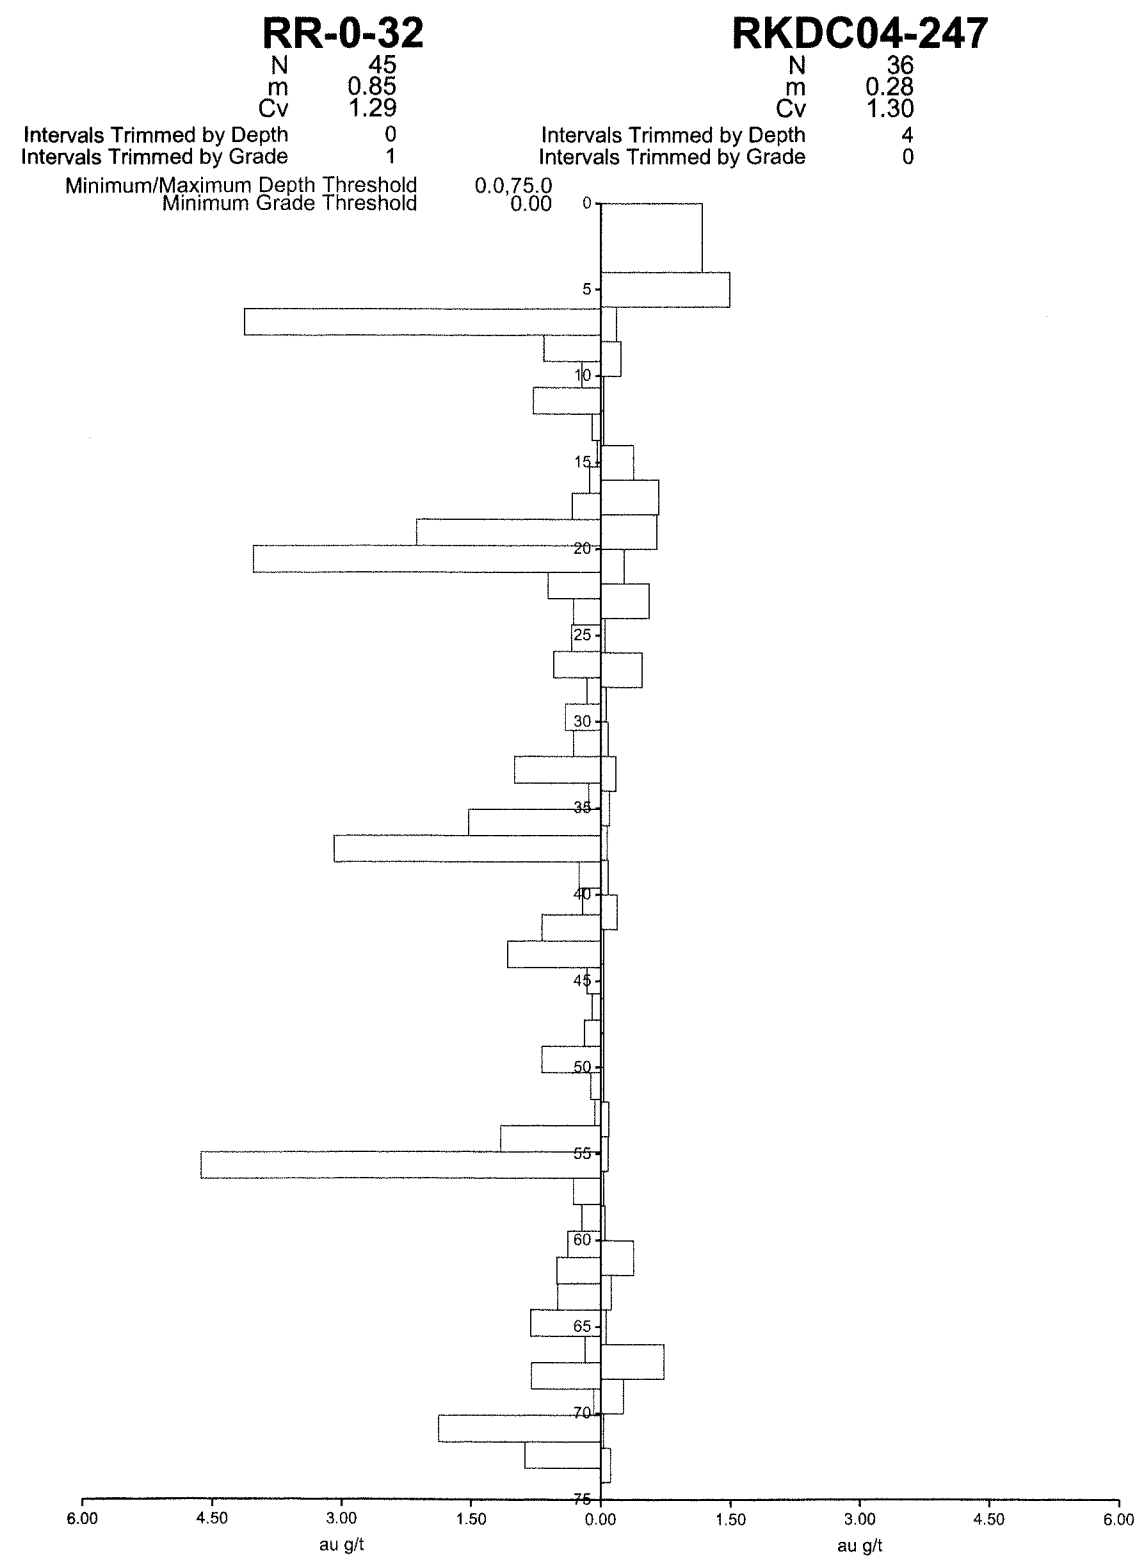 RR-0-32 RKDC04-247
N 45 N 36
m 0.85 m 0.28
Cv 1.29 Cv 1.30
Intervals Trimmed by Depth 0 Intervals Trimmed by Depth 4
Intervals Trimmed by Grade 1 Intervals Trimmed by Grade 0
Minimum/Maximum Depth Threshold 0.0,75.0
Minimum Grade Threshold 0.00
0
5
10
15
20
25
30
35
40
45
50
55
60
65
70
75
6.00 4.50 3.00 1.50 0.00 1.50 3.00 4.50 6.00
au g/t au g/t